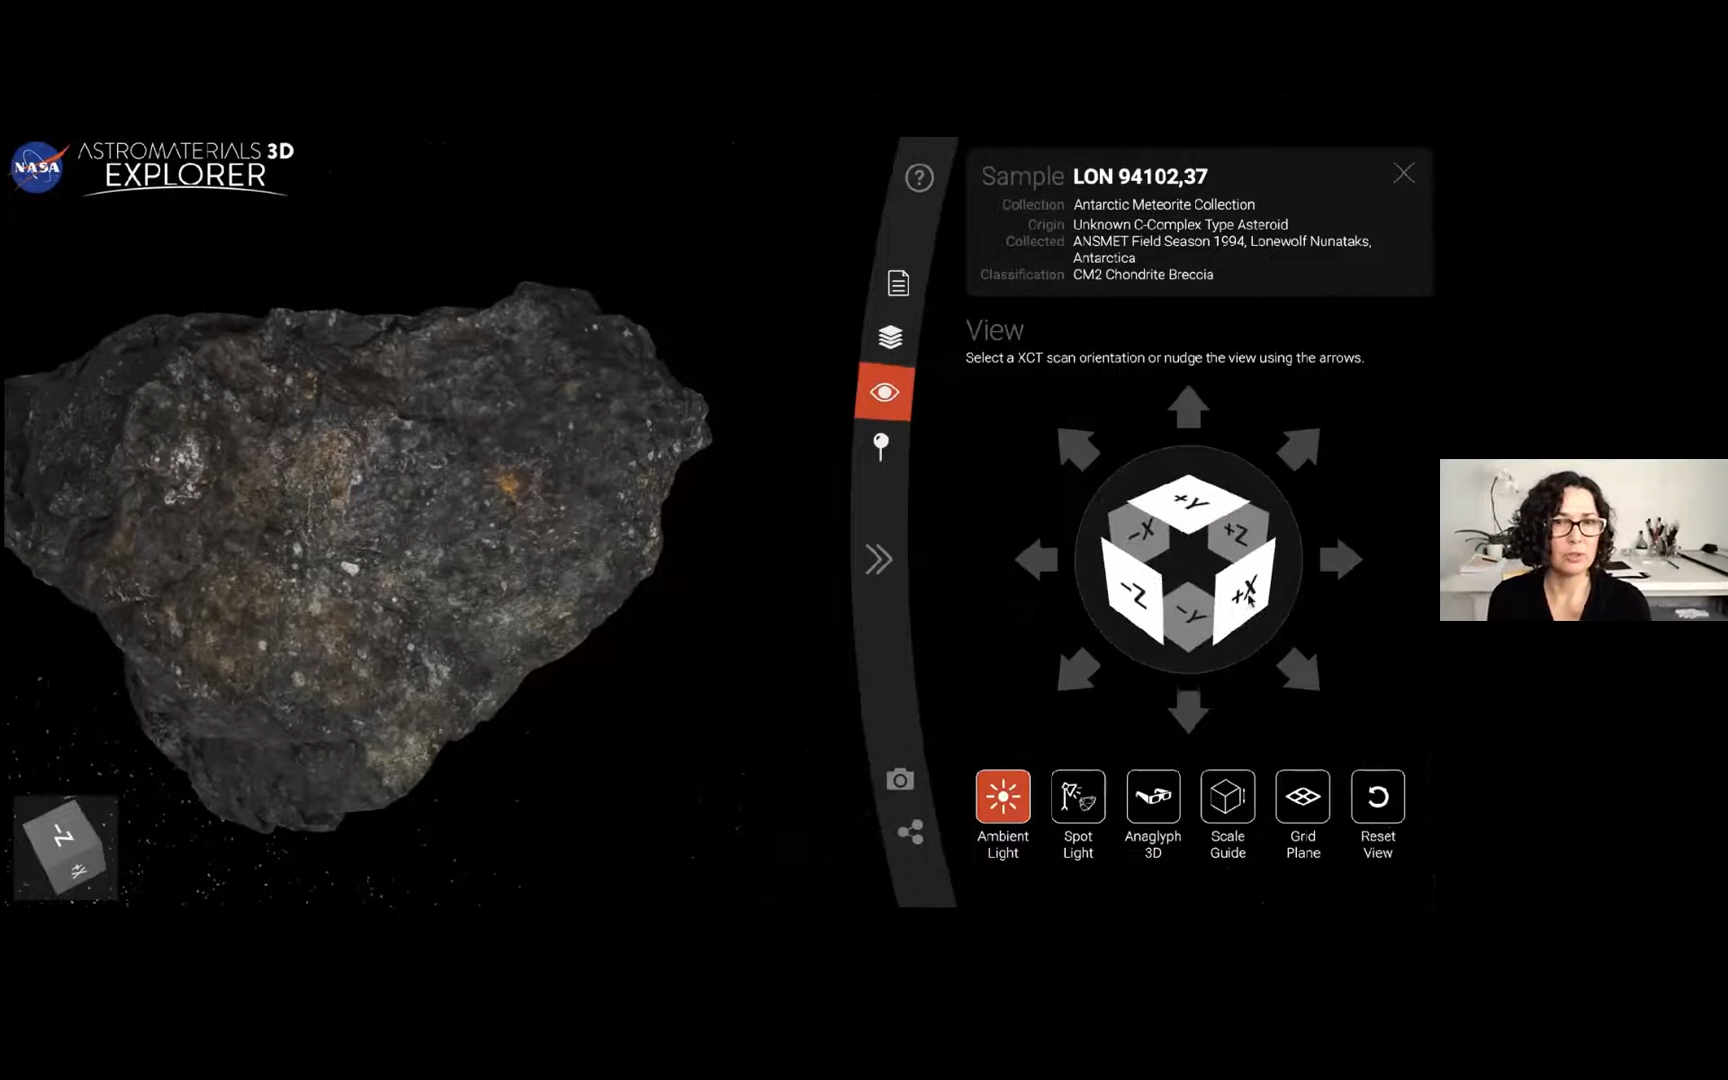 NASA
ASTROMATERIALS 3D
EXPLORER
?
Sample LON 94102,37
Collection Antarctic Meteorite Collection
Origin Unknown C-Complex Type Asteroid
Collected ANSMET Field Season 1994, Lonewolf Nunataks,
Antarctica
Classification CM2 Chondrite Breccia
View
Select a XCT scan orientation or nudge the view using the arrows.
+Y
-X +Z
-Z +X
-Y
Ambient
Light
Spot
Light
Anaglyph
3D
Scale
Guide
Grid
Plane
Reset
View
-Z
+X